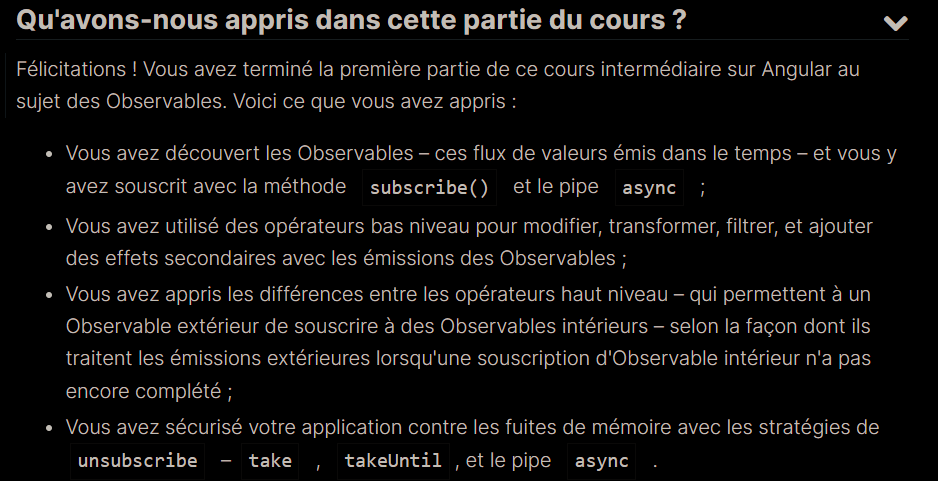 Qu'avons-nous appris dans cette partie du cours ?
Félicitations ! Vous avez terminé la première partie de ce cours intermédiaire sur Angular au
sujet des Observables. Voici ce que vous avez appris :
• Vous avez découvert les Observables – ces flux de valeurs émis dans le temps – et vous y
avez souscrit avec la méthode subscribe() et le pipe async ;
• Vous avez utilisé des opérateurs bas niveau pour modifier, transformer, filtrer, et ajouter
des effets secondaires avec les émissions des Observables ;
• Vous avez appris les différences entre les opérateurs haut niveau – qui permettent à un
Observable extérieur de souscrire à des Observables intérieurs – selon la façon dont ils
traitent les émissions extérieures lorsqu'une souscription d'Observable intérieur n'a pas
encore complété ;
• Vous avez sécurisé votre application contre les fuites de mémoire avec les stratégies de
unsubscribe – take , takeUntil , et le pipe async .